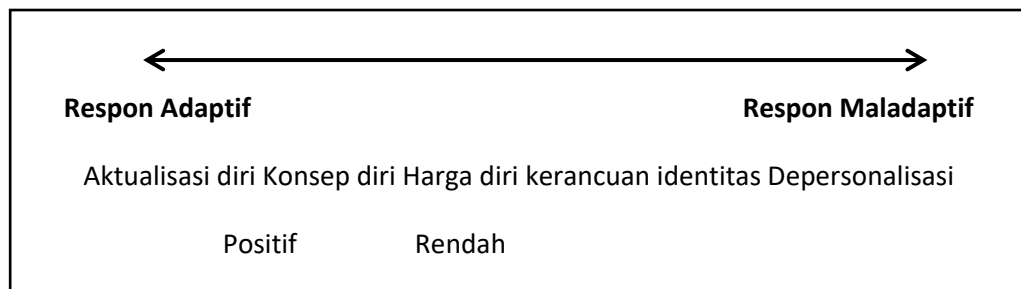 Respon Adaptif Respon Maladaptif
Aktualisasi diri Konsep diri Harga diri kerancuan identitas Depersonalisasi
Positif Rendah